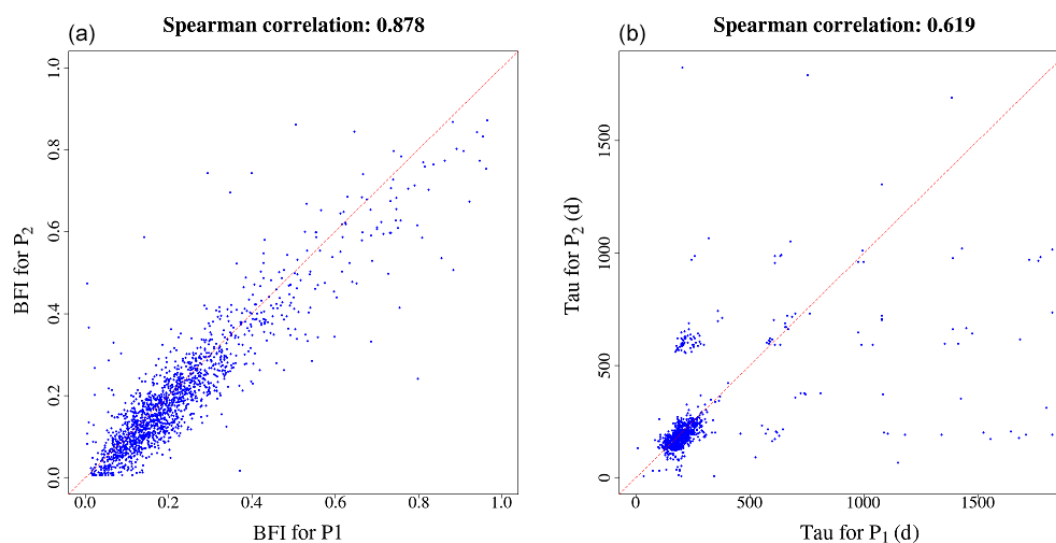 Spearman correlation: 0.878
(a)
BFI for P2
0.0 0.2 0.4 0.6 0.8 1.0
0.0 0.2 0.4 0.6 0.8 1.0
BFI for P1
Spearman correlation: 0.619
(b)
Tau for P2 (d)
0 500 1000 1500
0 500 1000 1500
Tau for P1 (d)